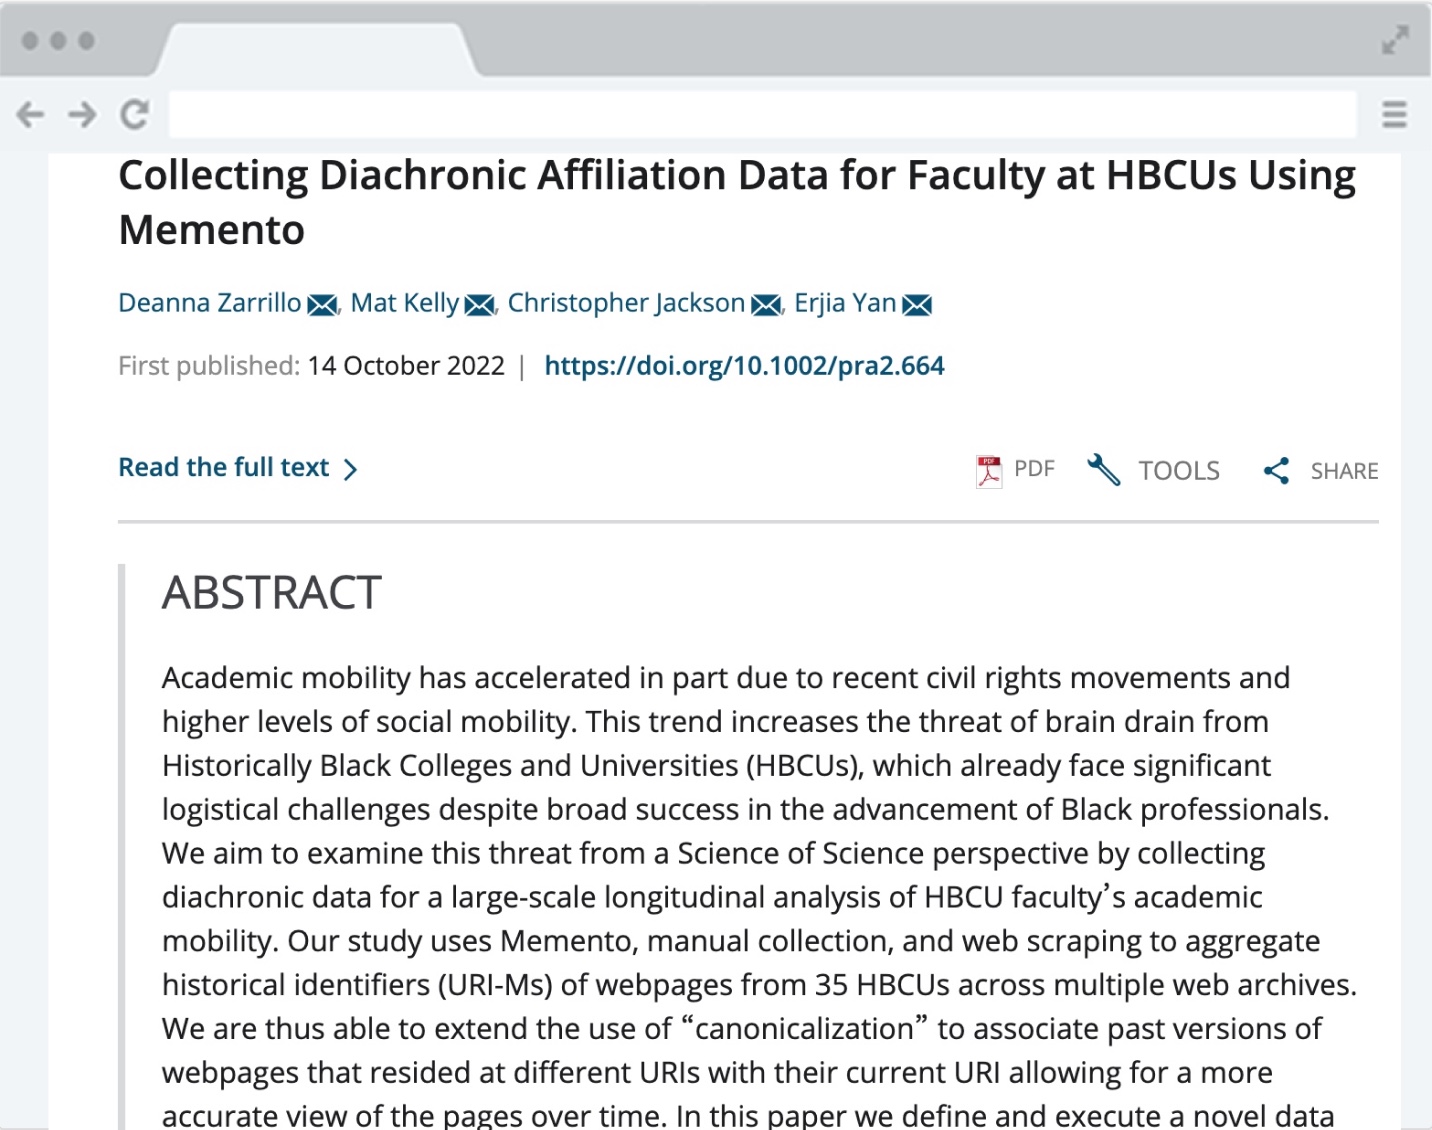 Collecting Diachronic Affiliation Data for Faculty at HBCUs Using
Memento
Deanna Zarrillo, Mat Kelly, Christopher Jackson, Erjia Yan
First published: 14 October 2022 | https://doi.org/10.1002/pra2.664
Read the full text
PDF TOOLS SHARE
ABSTRACT
Academic mobility has accelerated in part due to recent civil rights movements and
higher levels of social mobility. This trend increases the threat of brain drain from
Historically Black Colleges and Universities (HBCUs), which already face significant
logistical challenges despite broad success in the advancement of Black professionals.
We aim to examine this threat from a Science of Science perspective by collecting
diachronic data for a large-scale longitudinal analysis of HBCU faculty’s academic
mobility. Our study uses Memento, manual collection, and web scraping to aggregate
historical identifiers (URI-Ms) of webpages from 35 HBCUs across multiple web archives.
We are thus able to extend the use of “canonicalization” to associate past versions of
webpages that resided at different URIs with their current URI allowing for a more
accurate view of the pages over time. In this paper we define and execute a novel data